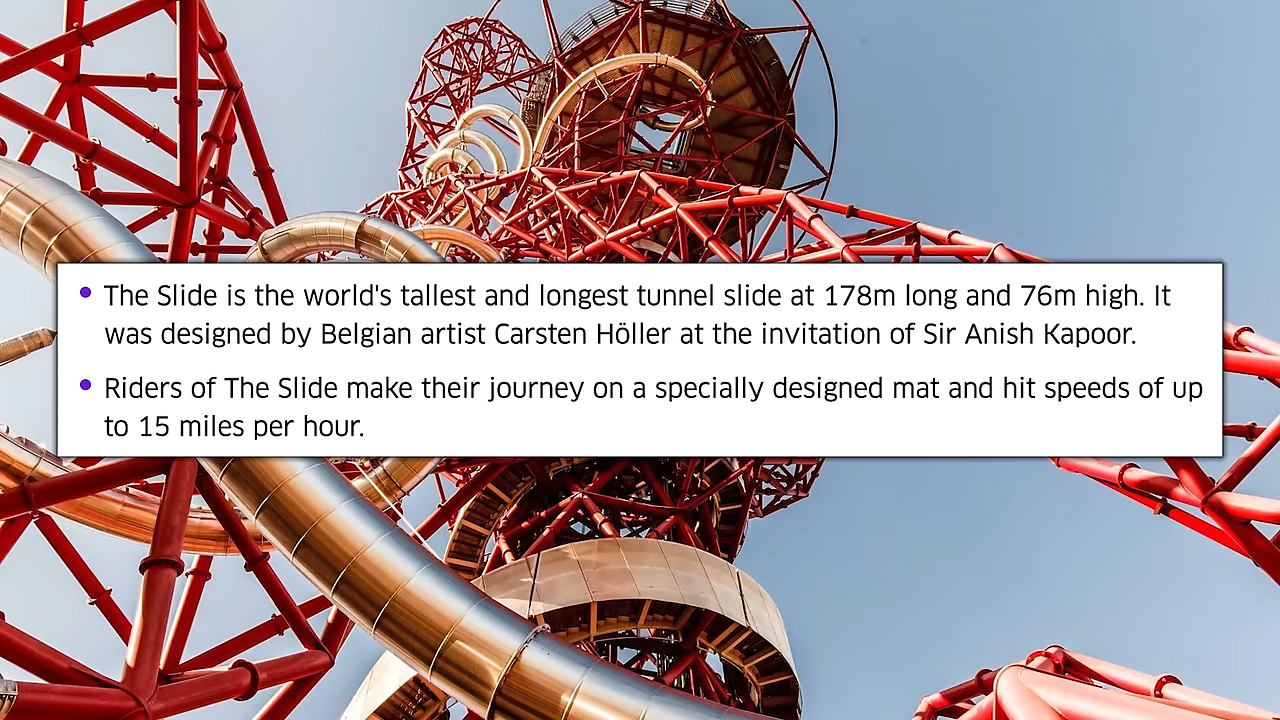 • The Slide is the world's tallest and longest tunnel slide at 178m long and 76m high. It
was designed by Belgian artist Carsten Höller at the invitation of Sir Anish Kapoor.
• Riders of The Slide make their journey on a specially designed mat and hit speeds of up
to 15 miles per hour.